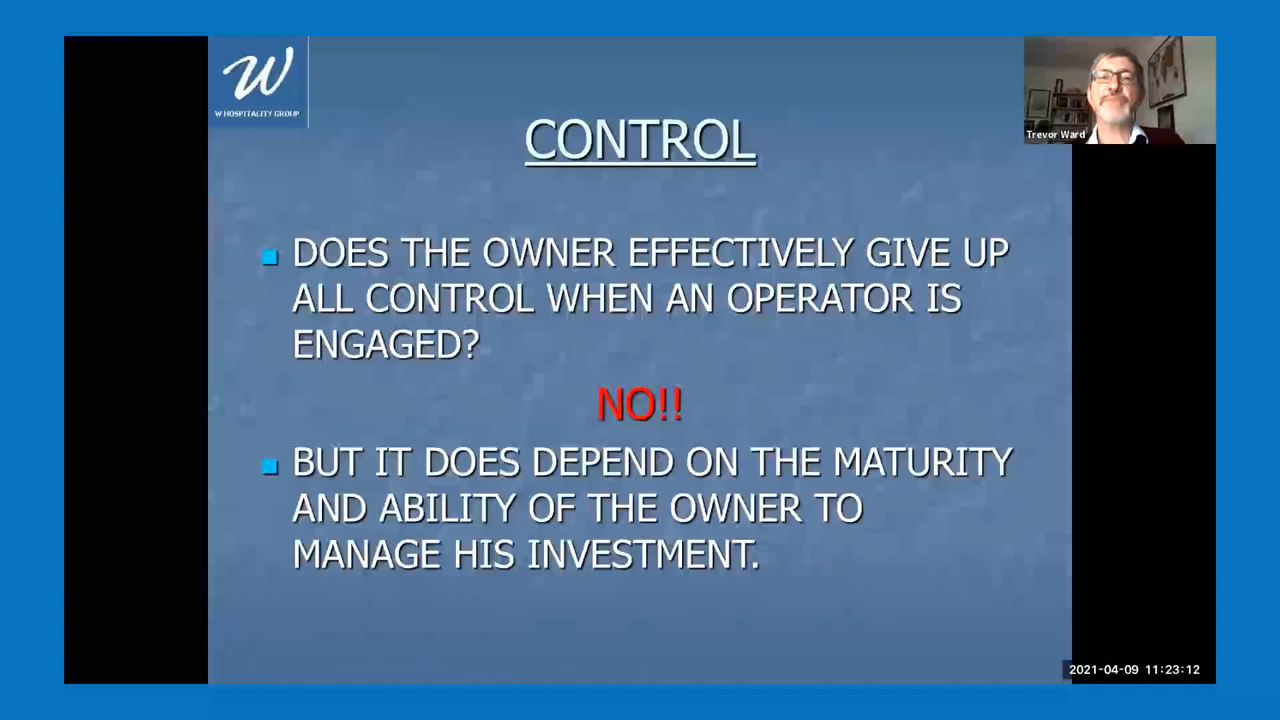 W
W HOSPITALITY GROUP
Trevor Ward
CONTROL
DOES THE OWNER EFFECTIVELY GIVE UP
ALL CONTROL WHEN AN OPERATOR IS
ENGAGED?
NO!!
BUT IT DOES DEPEND ON THE MATURITY
AND ABILITY OF THE OWNER TO
MANAGE HIS INVESTMENT.
2021-04-09 11:23:12